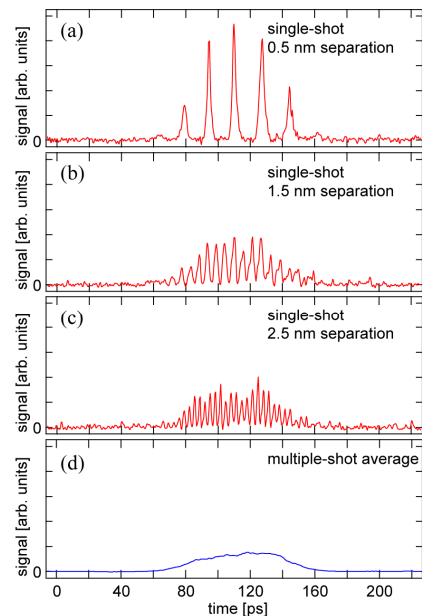 (a)
single-shot
0.5 nm separation
signal [arb. units]
0
(b)
single-shot
1.5 nm separation
signal [arb. units]
0
(c)
single-shot
2.5 nm separation
signal [arb. units]
0
(d)
multiple-shot average
signal [arb. units]
0
0 40 80 120 160 200
time [ps]